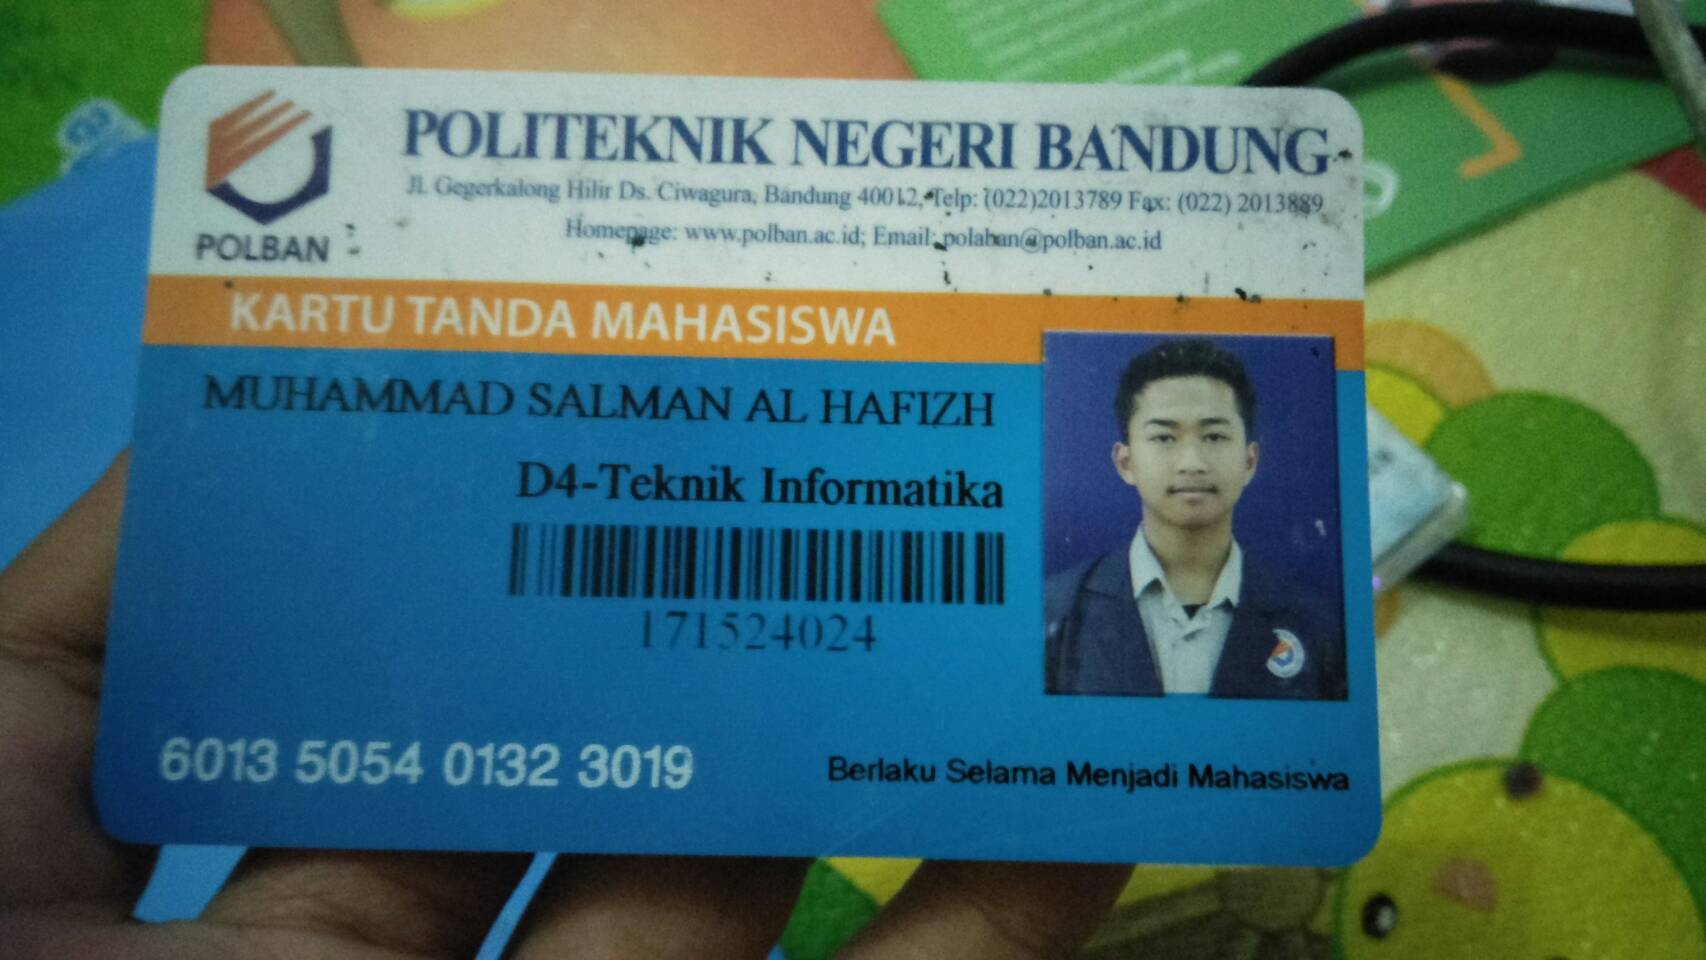 POLITEKNIK NEGERI BANDUNG
Jl. Gegerkalong Hilir Ds. Ciwagura, Bandung 40012, Telp: (022)2013789 Fax: (022) 2013889
Homepage: www.polban.ac.id; Email: polaban@polban.ac.id
POLBAN
KARTU TANDA MAHASISWA
MUHAMMAD SALMAN AL HAFIZH
D4-Teknik Informatika
171524024
6013 5054 0132 3019
Berlaku Selama Menjadi Mahasiswa